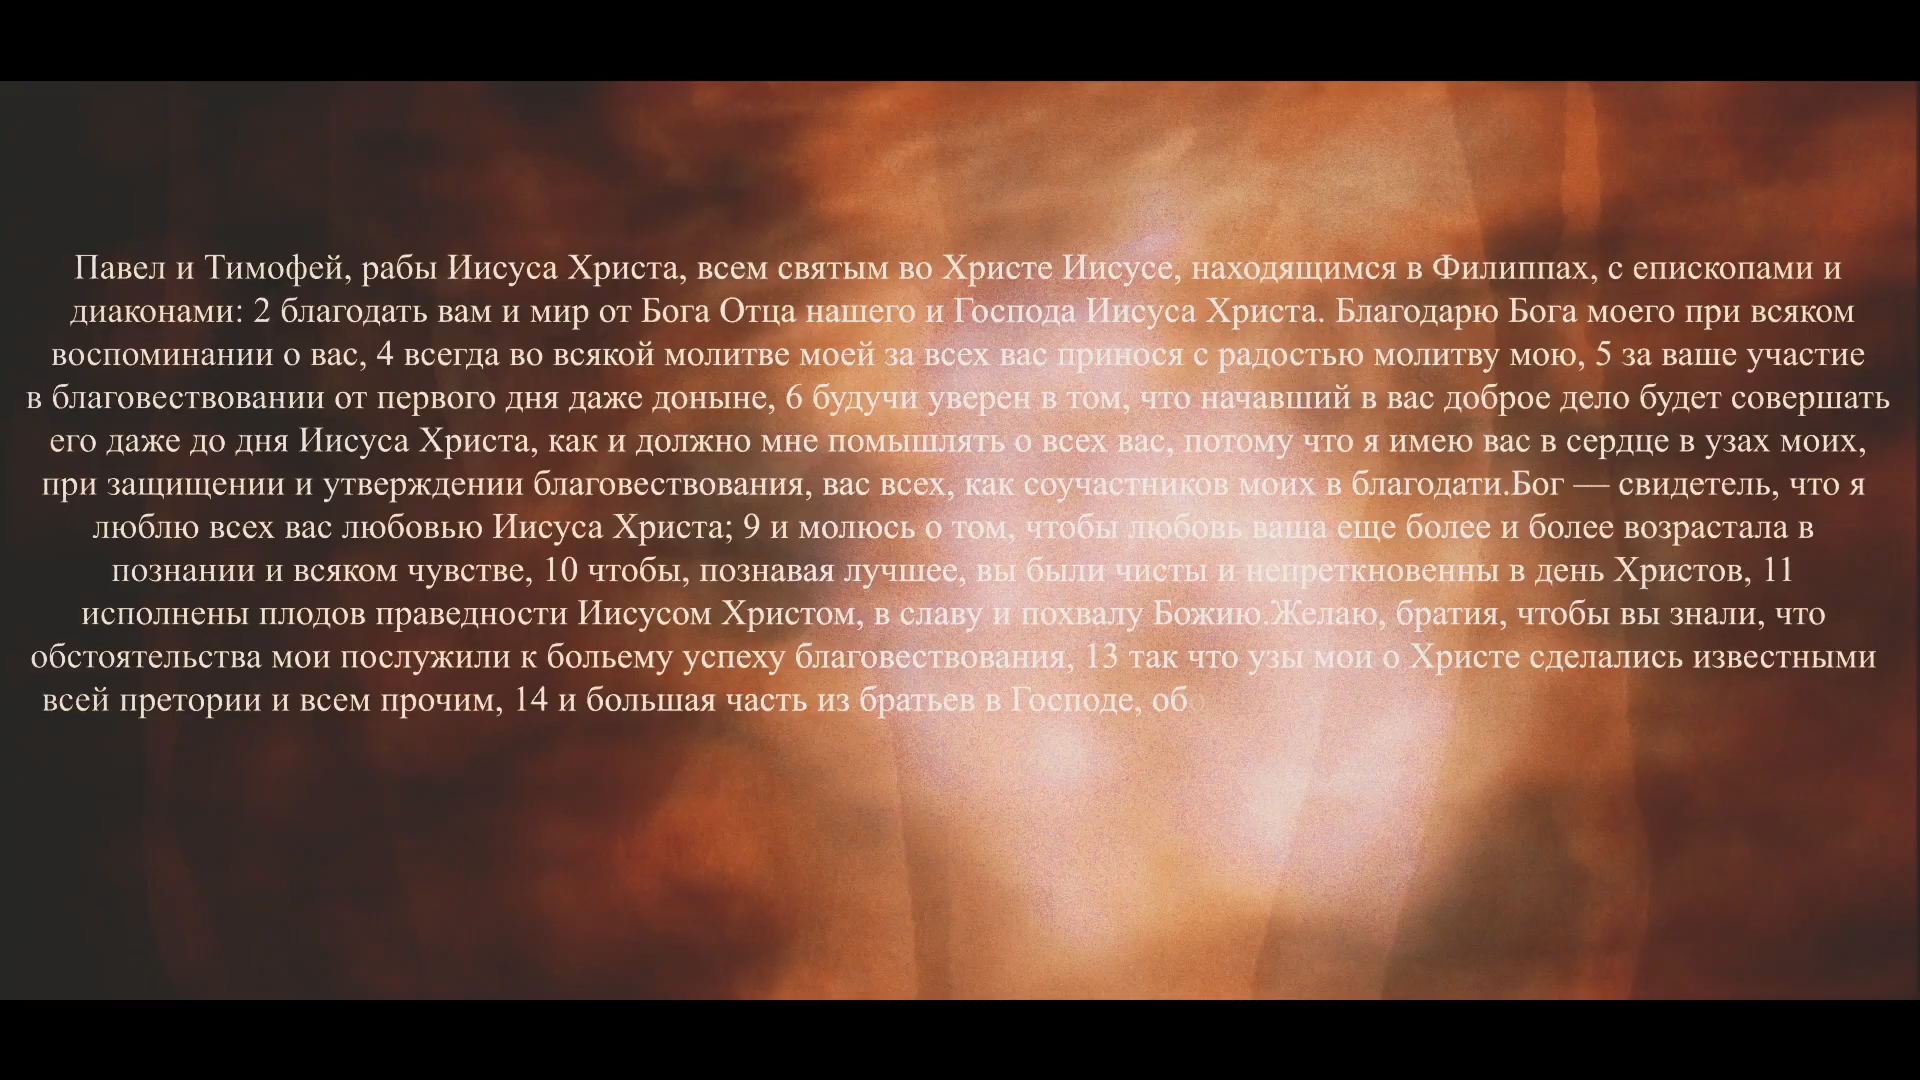 Павел и Тимофей, рабы Иисуса Христа, всем святым во Христе Иисусе, находящимся в Филиппах, с епископами и
диаконами: 2 благодать вам и мир от Бога Отца нашего и Господа Иисуса Христа. Благодарю Бога моего при всяком
воспоминании о вас, 4 всегда во всякой молитве моей за всех вас принося с радостью молитву мою, 5 за ваше участие
в благовествовании от первого дня даже доныне, 6 будучи уверен в том, что начавший в вас доброе дело будет совершать
его даже до дня Иисуса Христа, как и должно мне помышлять о всех вас, потому что я имею вас в сердце в узах моих,
при защищении и утверждении благовествования, вас всех, как соучастников моих в благодати.Бог — свидетель, что я
люблю всех вас любовью Иисуса Христа; 9 и молюсь о том, чтобы любовь ваша еще более и более возрастала в
познании и всяком чувстве, 10 чтобы, познавая лучшее, вы были чисты и непреткновенны в день Христов, 11
исполнены плодов праведности Иисусом Христом, в славу и похвалу Божию.Желаю, братия, чтобы вы знали, что
обстоятельства мои послужили к большему успеху благовествования, 13 так что узы мои о Христе сделались известными
всей претории и всем прочим, 14 и большая часть из братьев в Господе, обо